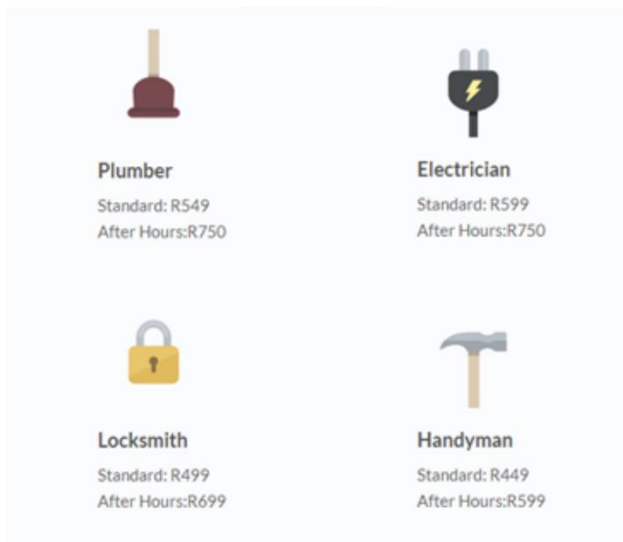 Plumber
Standard: R549
After Hours:R750
Electrician
Standard: R599
After Hours:R750
Locksmith
Standard: R499
After Hours:R699
Handyman
Standard: R449
After Hours:R599